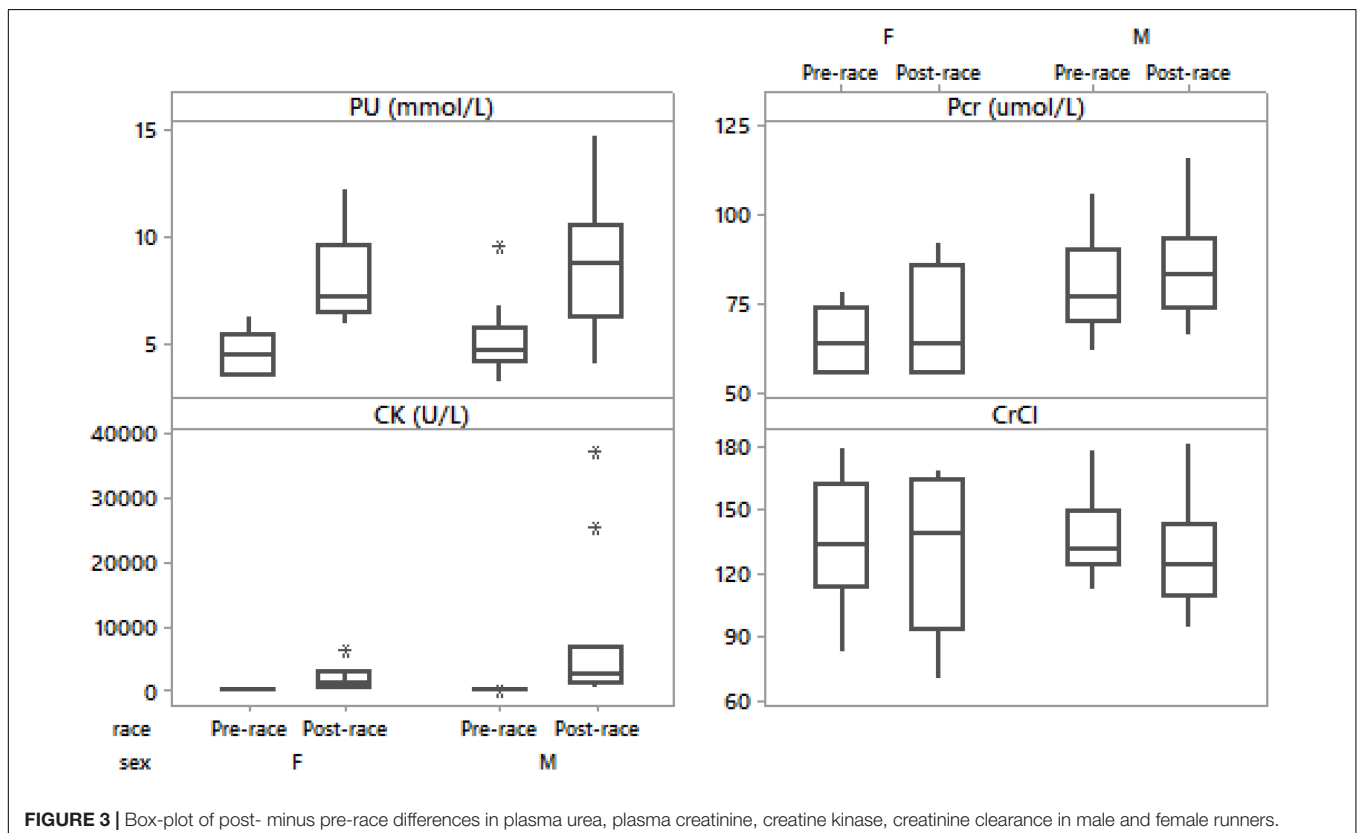 F M
Pre-race Post-race Pre-race Post-race
PU (mmol/L) Pcr (umol/L)
15
10
5
125
100
75
50
CK (U/L) CrCl
40000
30000
20000
10000
0
180
150
120
90
60
race Pre-race Post-race Pre-race Post-race
sex F M
FIGURE 3 | Box-plot of post- minus pre-race differences in plasma urea, plasma creatinine, creatine kinase, creatinine clearance in male and female runners.